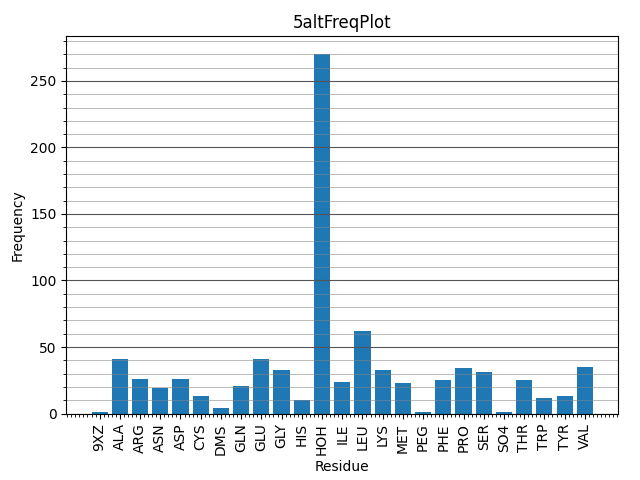 5altFreqPlot
Frequency
250
200
150
100
50
0
9XZ ALA ARG ASN ASP CYS DMS GLN GLU GLY HIS HOH ILE LEU LYS MET PEG PHE PRO SER SO4 THR TRP TYR VAL
Residue